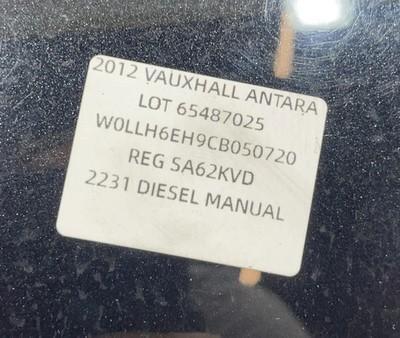 2012 VAUXHALL ANTARA
LOT 65487025
W0LLH6EH9CB050720
REG SA62KVD
2231 DIESEL MANUAL